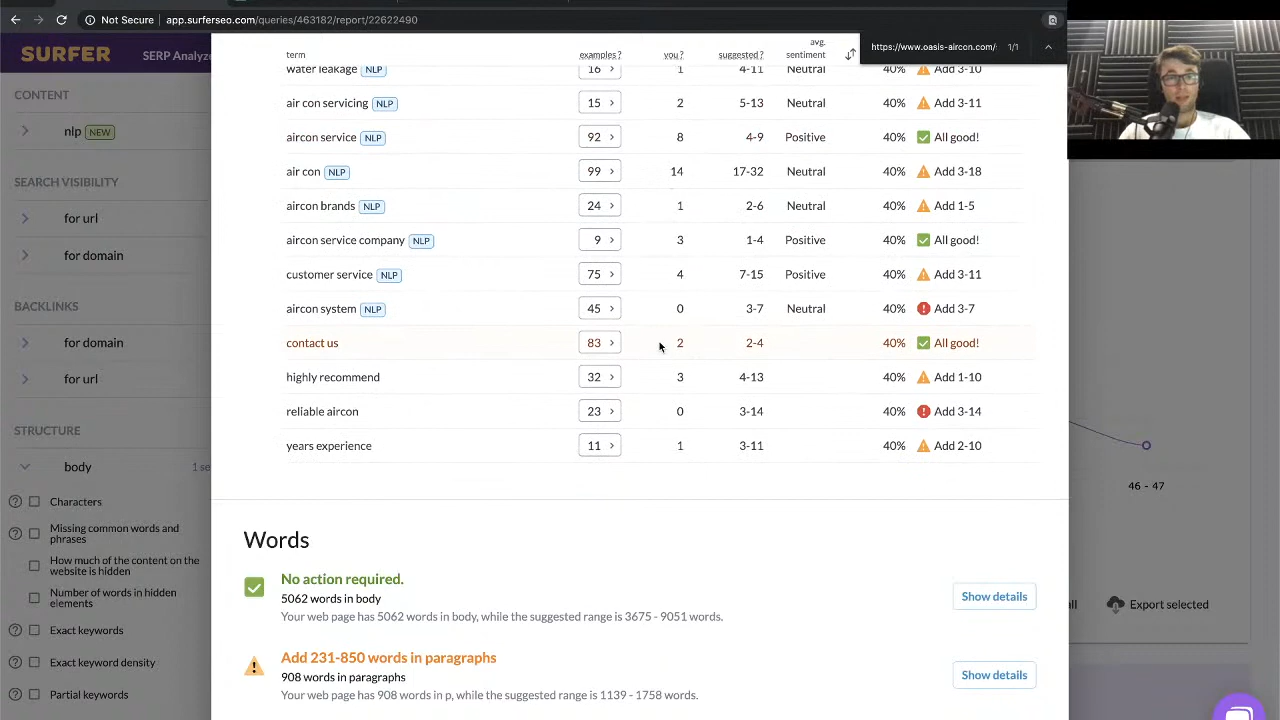 Not Secure | app.surferseo.com/queries/463182/report/22622490
https://www.oasis-aircon.com/ 1/1
SURFER SERP Analyze
CONTENT
nlp NEW
SEARCH VISIBILITY
for url
for domain
BACKLINKS
for domain
for url
STRUCTURE
body 1 se
Characters
Missing common words and
phrases
How much of the content on the
website is hidden
Number of words in hidden
elements
Exact keywords
Exact keyword density
Partial keywords
term examples ? you ? suggested ? avg. sentiment
water leakage NLP 16 1 4-11 Neutral 40% Add 3-10
air con servicing NLP 15 2 5-13 Neutral 40% Add 3-11
aircon service NLP 92 8 4-9 Positive 40% All good!
air con NLP 99 14 17-32 Neutral 40% Add 3-18
aircon brands NLP 24 1 2-6 Neutral 40% Add 1-5
aircon service company NLP 9 3 1-4 Positive 40% All good!
customer service NLP 75 4 7-15 Positive 40% Add 3-11
aircon system NLP 45 0 3-7 Neutral 40% Add 3-7
contact us 83 2 2-4 40% All good!
highly recommend 32 3 4-13 40% Add 1-10
reliable aircon 23 0 3-14 40% Add 3-14
years experience 11 1 3-11 40% Add 2-10
Words
No action required.
5062 words in body
Your web page has 5062 words in body, while the suggested range is 3675 - 9051 words.
Show details
Add 231-850 words in paragraphs
908 words in paragraphs
Your web page has 908 words in p, while the suggested range is 1139 - 1758 words.
Show details
46 - 47
Export selected